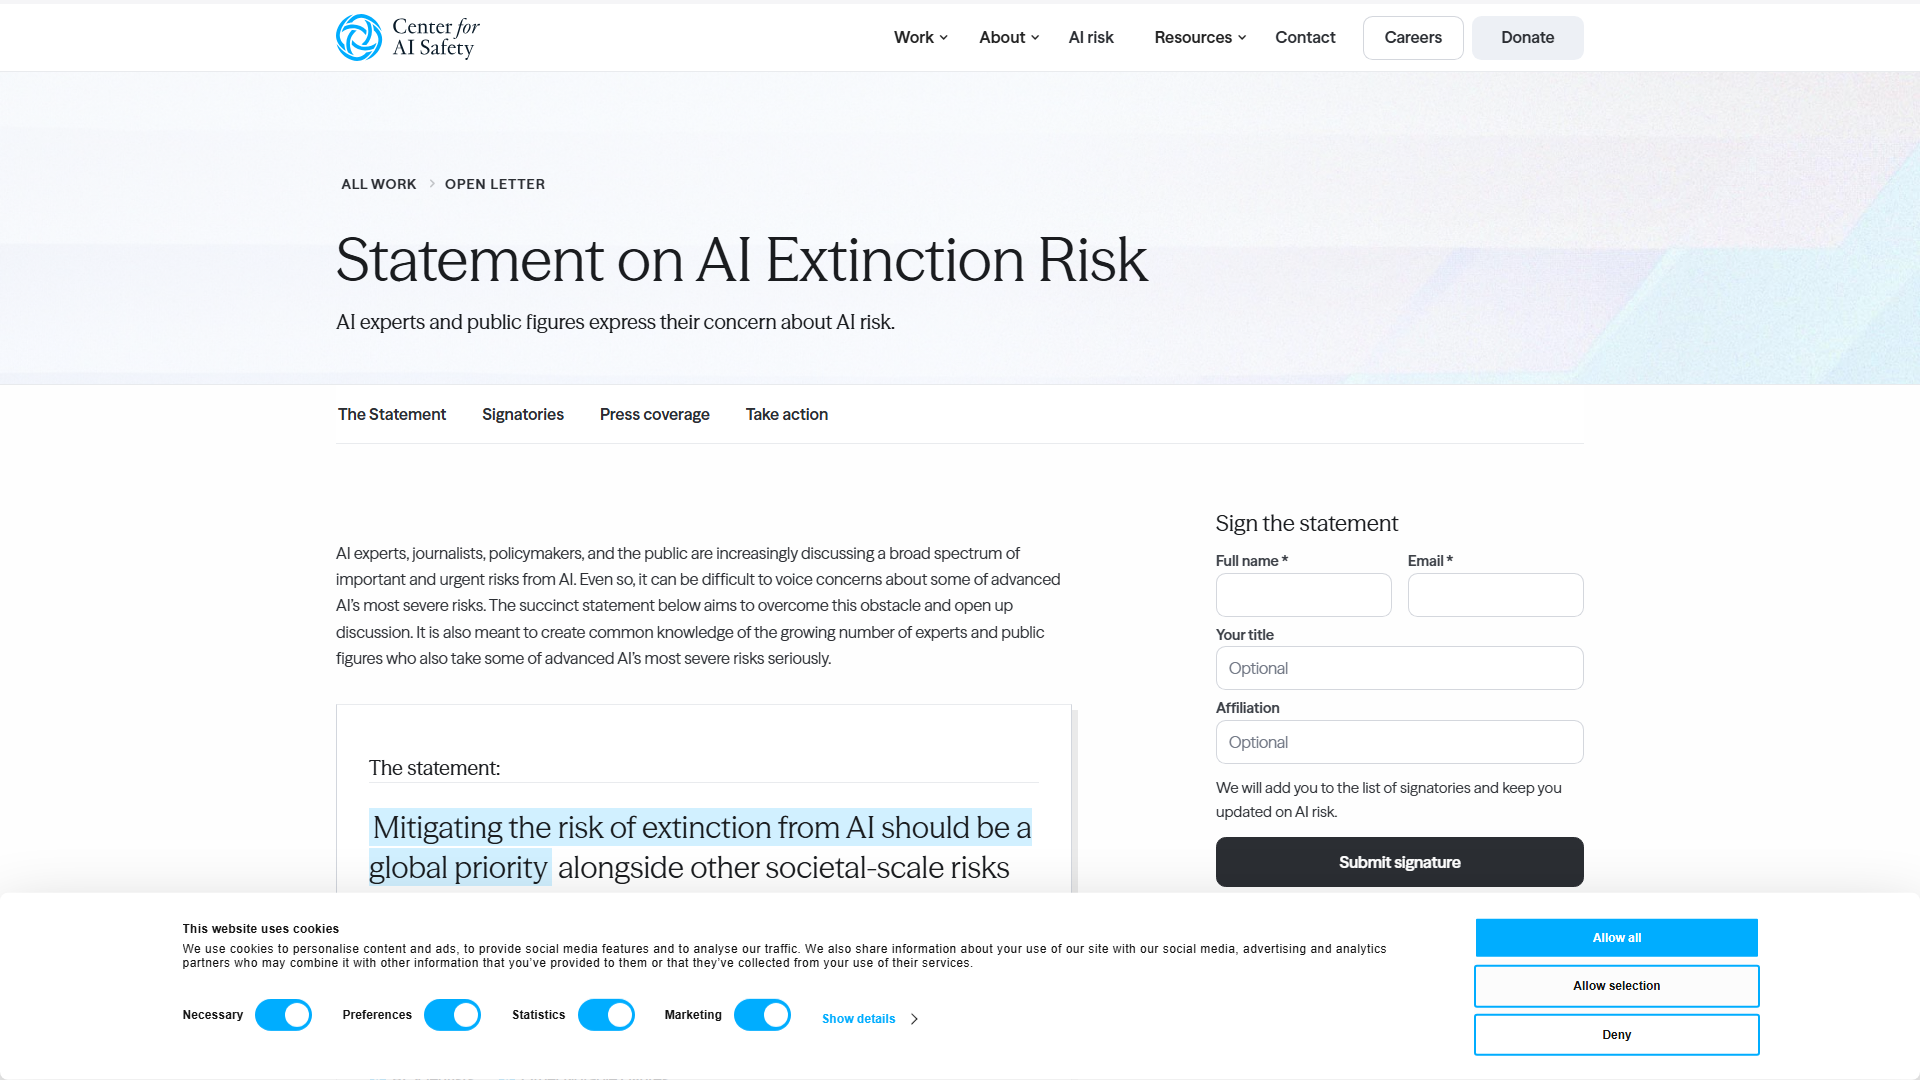 Center for
AI Safety
Work
About
AI risk
Resources
Contact
Careers
Donate
ALL WORK
OPEN LETTER
Statement on AI Extinction Risk
AI experts and public figures express their concern about AI risk.
The Statement
Signatories
Press coverage
Take action
AI experts, journalists, policymakers, and the public are increasingly discussing a broad spectrum of
important and urgent risks from AI. Even so, it can be difficult to voice concerns about some of advanced
AI’s most severe risks. The succinct statement below aims to overcome this obstacle and open up
discussion. It is also meant to create common knowledge of the growing number of experts and public
figures who also take some of advanced AI’s most severe risks seriously.
The statement:
Mitigating the risk of extinction from AI should be a
global priority alongside other societal-scale risks
Sign the statement
Full name *
Email *
Your title
Optional
Affiliation
Optional
We will add you to the list of signatories and keep you
updated on AI risk.
Submit signature
This website uses cookies
We use cookies to personalise content and ads, to provide social media features and to analyse our traffic. We also share information about your use of our site with our social media, advertising and analytics
partners who may combine it with other information that you’ve provided to them or that they’ve collected from your use of their services.
Necessary
Preferences
Statistics
Marketing
Show details
Allow all
Allow selection
Deny